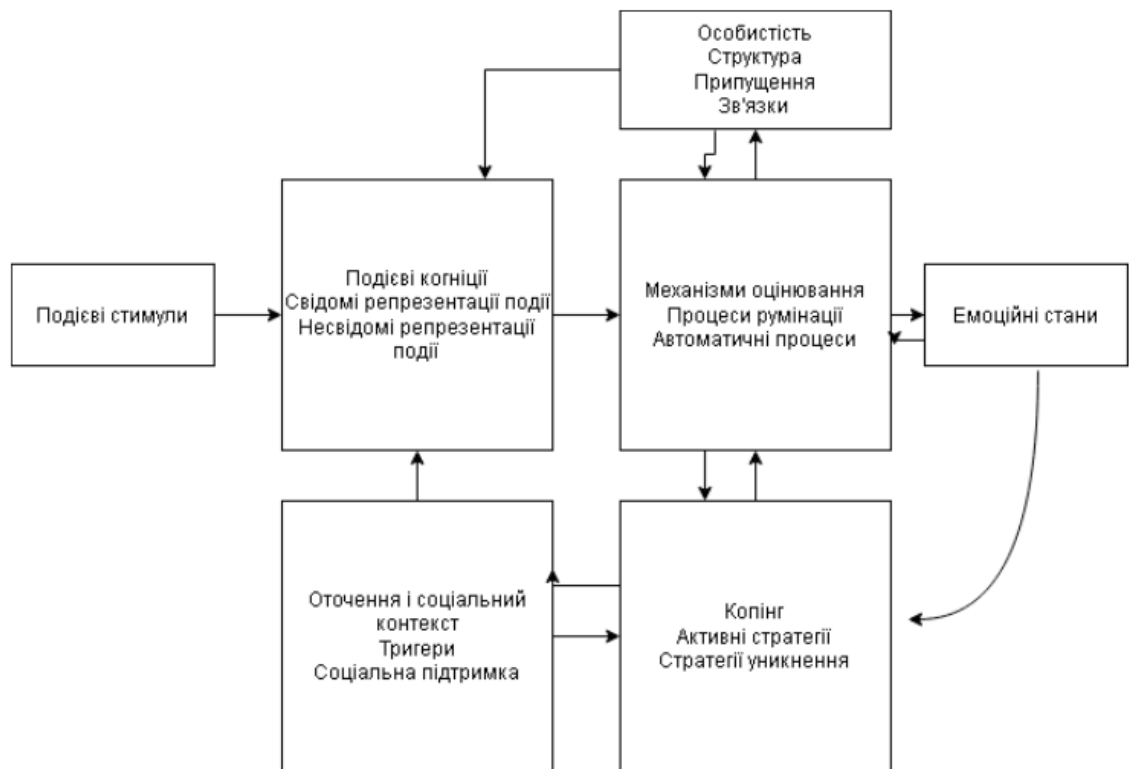 Особистість
Структура
Припущення
Зв'язки
Подієві стимули
Подієві когніції
Свідомі репрезентації події
Несвідомі репрезентації
події
Механізми оцінювання
Процеси румінації
Автоматичні процеси
Емоційні стани
Оточення і соціальний
контекст
Тригери
Соціальна підтримка
Копінг
Активні стратегії
Стратегії уникнення